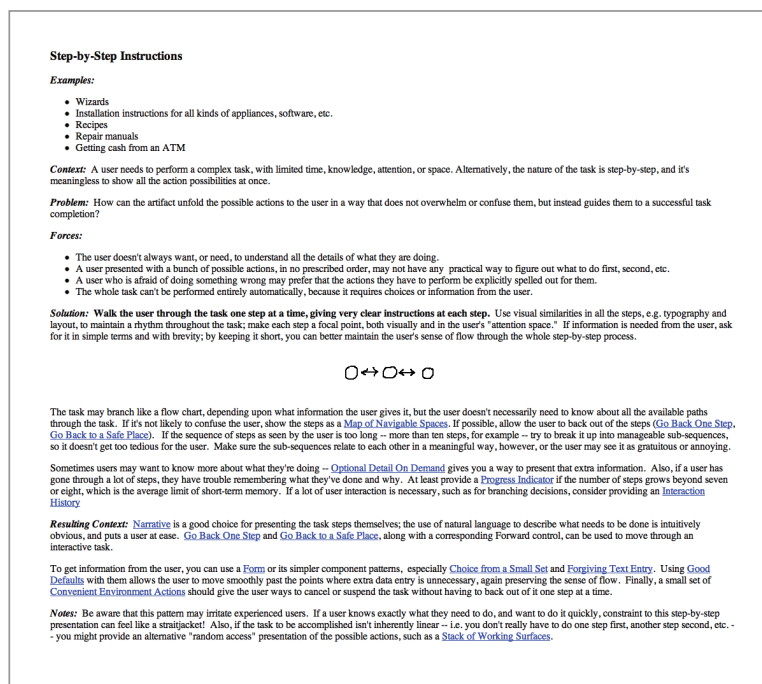 Step-by-Step Instructions
Examples:
• Wizards
• Installation instructions for all kinds of appliances, software, etc.
• Recipes
• Repair manuals
• Getting cash from an ATM
Context: A user needs to perform a complex task, with limited time, knowledge, attention, or space. Alternatively, the nature of the task is step-by-step, and it's
meaningless to show all the action possibilities at once.
Problem: How can the artifact unfold the possible actions to the user in a way that does not overwhelm or confuse them, but instead guides them to a successful task
completion?
Forces:
• The user doesn't always want, or need, to understand all the details of what they are doing.
• A user presented with a bunch of possible actions, in no prescribed order, may not have any practical way to figure out what to do first, second, etc.
• A user who is afraid of doing something wrong may prefer that the actions they have to perform be explicitly spelled out for them.
• The whole task can't be performed entirely automatically, because it requires choices or information from the user.
Solution: Walk the user through the task one step at a time, giving very clear instructions at each step. Use visual similarities in all the steps, e.g. typography and
layout, to maintain a rhythm throughout the task; make each step a focal point, both visually and in the user's "attention space." If information is needed from the user, ask
for it in simple terms and with brevity; by keeping it short, you can better maintain the user's sense of flow through the whole step-by-step process.
The task may branch like a flow chart, depending upon what information the user gives it, but the user doesn't necessarily need to know about all the available paths
through the task. If it's not likely to confuse the user, show the steps as a Map of Navigable Spaces. If possible, allow the user to back out of the steps (Go Back One Step,
Go Back to a Safe Place). If the sequence of steps as seen by the user is too long -- more than ten steps, for example -- try to break it up into manageable sub-sequences,
so it doesn't get too tedious for the user. Make sure the sub-sequences relate to each other in a meaningful way, however, or the user may see it as gratuitous or annoying.
Sometimes users may want to know more about what they're doing -- Optional Detail On Demand gives you a way to present that extra information. Also, if a user has
gone through a lot of steps, they have trouble remembering what they've done and why. At least provide a Progress Indicator if the number of steps grows beyond seven
or eight, which is the average limit of short-term memory. If a lot of user interaction is necessary, such as for branching decisions, consider providing an Interaction
History
Resulting Context: Narrative is a good choice for presenting the task steps themselves; the use of natural language to describe what needs to be done is intuitively
obvious, and puts a user at ease. Go Back One Step and Go Back to a Safe Place, along with a corresponding Forward control, can be used to move through an
interactive task.
To get information from the user, you can use a Form or its simpler component patterns, especially Choice from a Small Set and Forgiving Text Entry. Using Good
Defaults with them allows the user to move smoothly past the points where extra data entry is unnecessary, again preserving the sense of flow. Finally, a small set of
Convenient Environment Actions should give the user ways to cancel or suspend the task without having to back out of it one step at a time.
Notes: Be aware that this pattern may irritate experienced users. If a user knows exactly what they need to do, and want to do it quickly, constraint to this step-by-step
presentation can feel like a straitjacket! Also, if the task to be accomplished isn't inherently linear -- i.e. you don't really have to do one step first, another step second, etc. -
- you might provide an alternative "random access" presentation of the possible actions, such as a Stack of Working Surfaces.